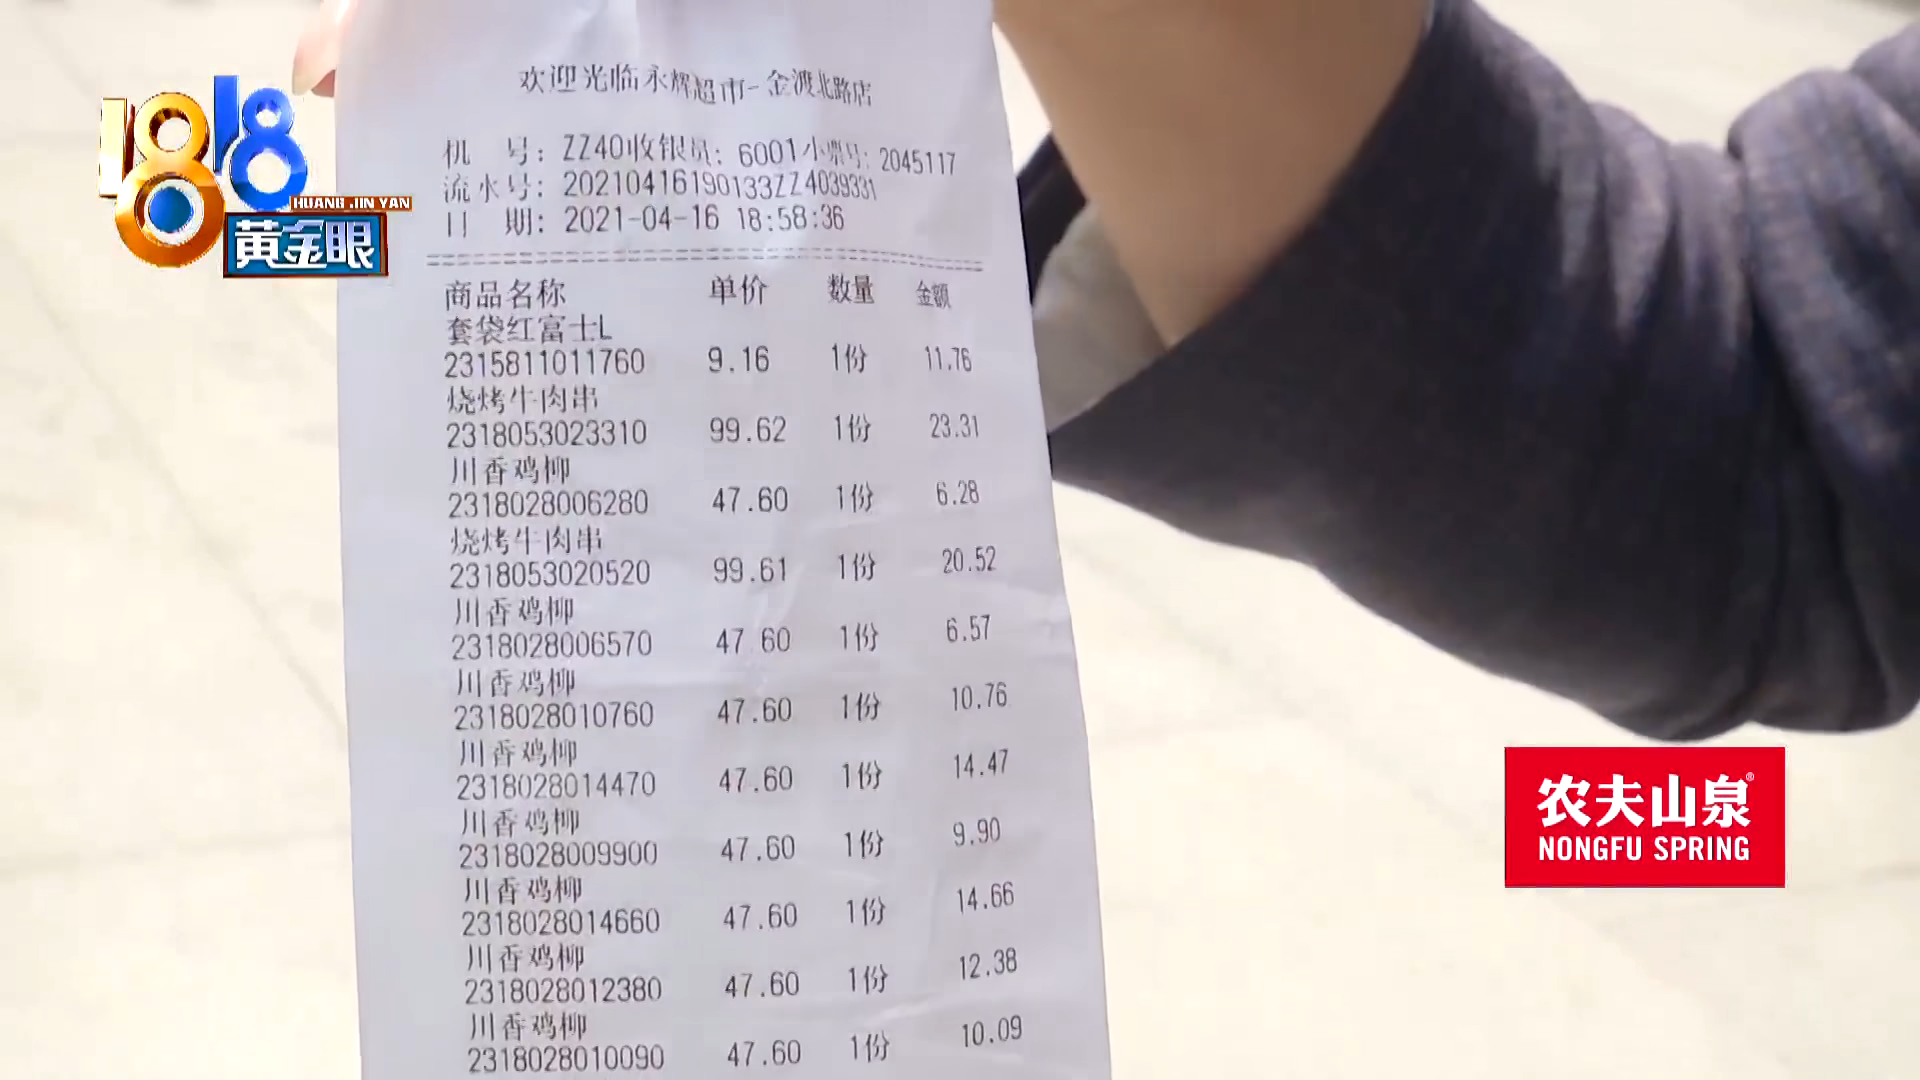 1818
HUANG JIN YAN
黄金眼
欢迎光临永辉超市-金渡北路店
机 号: ZZ40收银员: 6001小票号: 2045117
流水号: 20210416190133ZZ4039331
日 期: 2021-04-16 18:58:36
商品名称 单价 数量 金额
套袋红富士L
2315811011760 9.16 1份 11.76
烧烤牛肉串
2318053023310 99.62 1份 23.31
川香鸡柳
2318028006280 47.60 1份 6.28
烧烤牛肉串
2318053020520 99.61 1份 20.52
川香鸡柳
2318028006570 47.60 1份 6.57
川香鸡柳
2318028010760 47.60 1份 10.76
川香鸡柳
2318028014470 47.60 1份 14.47
川香鸡柳
2318028009900 47.60 1份 9.90
川香鸡柳
2318028014660 47.60 1份 14.66
川香鸡柳
2318028012380 47.60 1份 12.38
川香鸡柳
2318028010090 47.60 1份 10.09
农夫山泉®
NONGFU SPRING